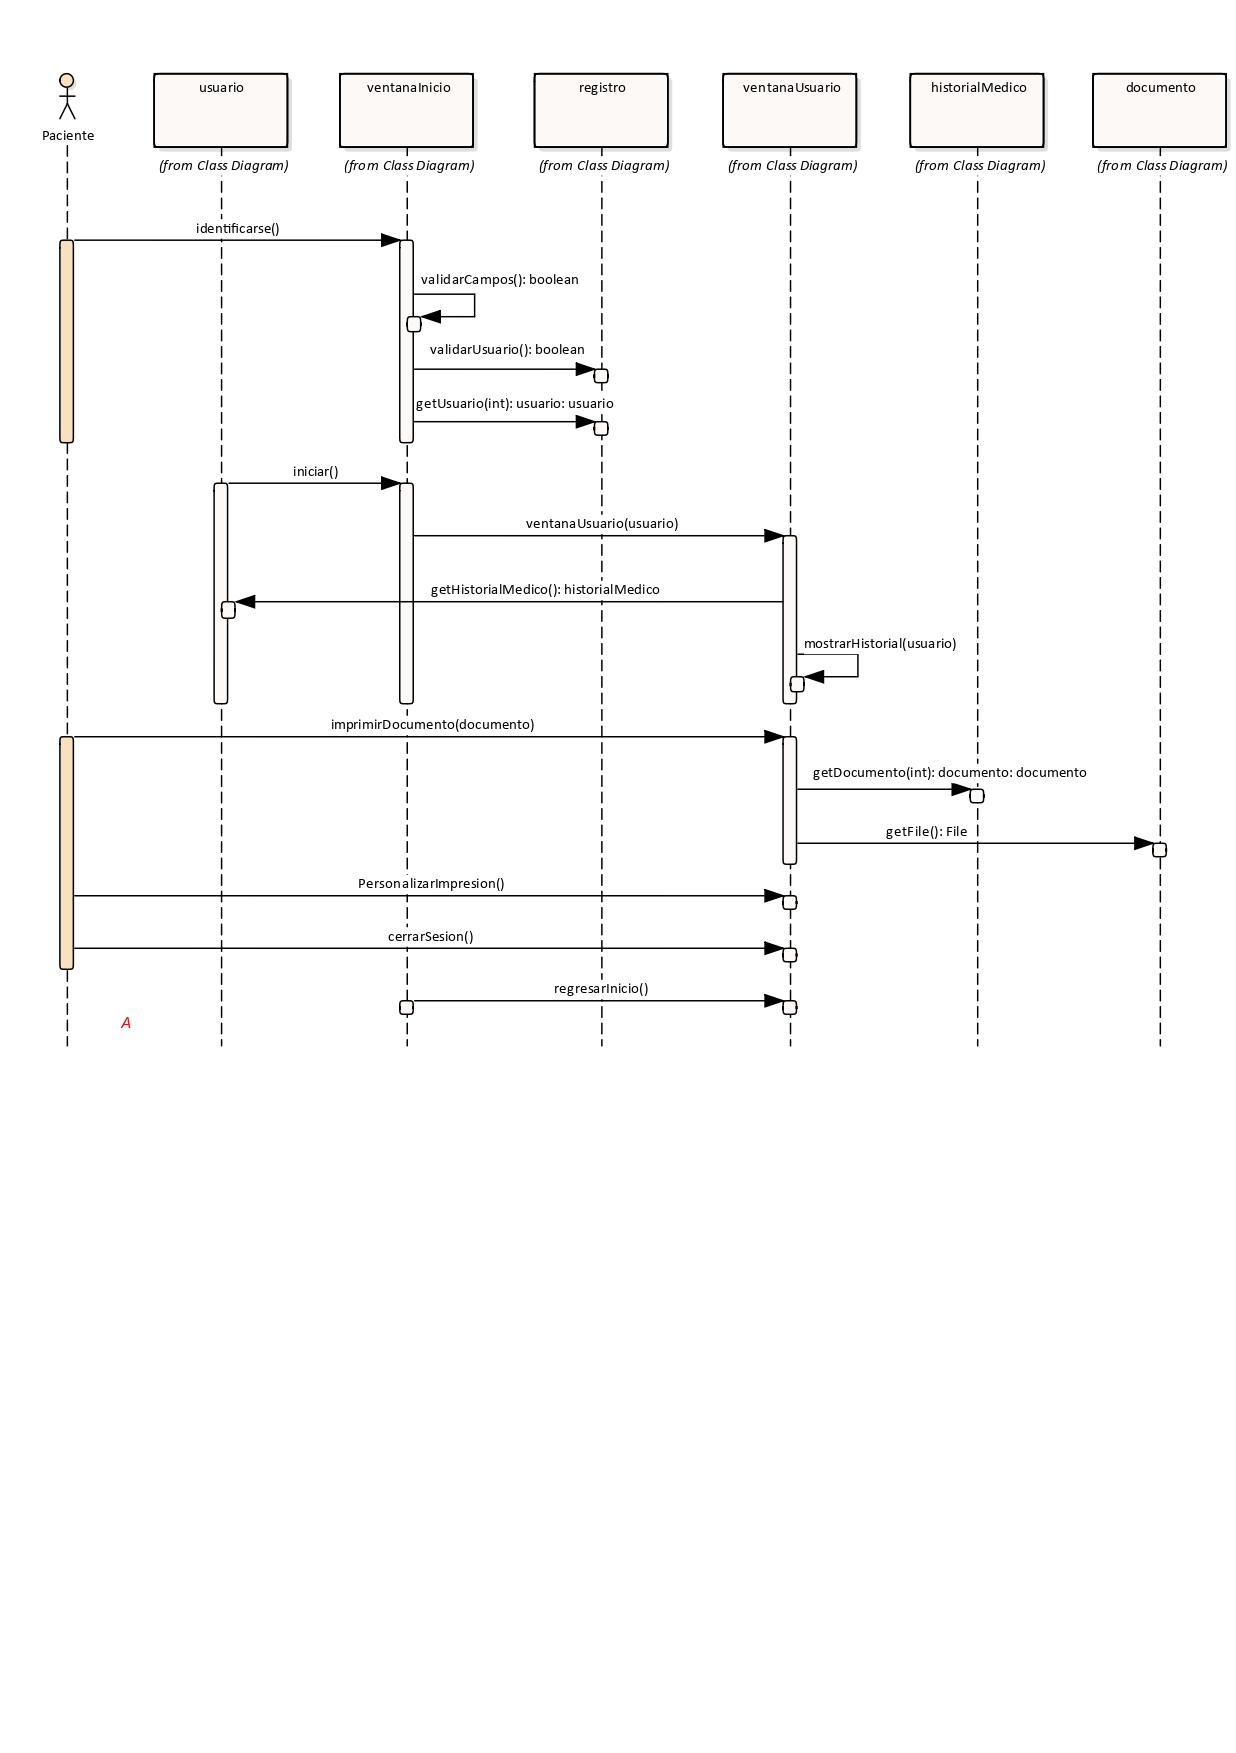 Paciente
usuario
ventanaInicio
registro
ventanaUsuario
historialMedico
documento
(from Class Diagram)
(from Class Diagram)
(from Class Diagram)
(from Class Diagram)
(from Class Diagram)
(from Class Diagram)
identificarse()
validarCampos(): boolean
validarUsuario(): boolean
getUsuario(int): usuario: usuario
iniciar()
ventanaUsuario(usuario)
getHistorialMedico(): historialMedico
mostrarHistorial(usuario)
imprimirDocumento(documento)
getDocumento(int): documento: documento
getFile(): File
PersonalizarImpresion()
cerrarSesion()
regresarInicio()
A